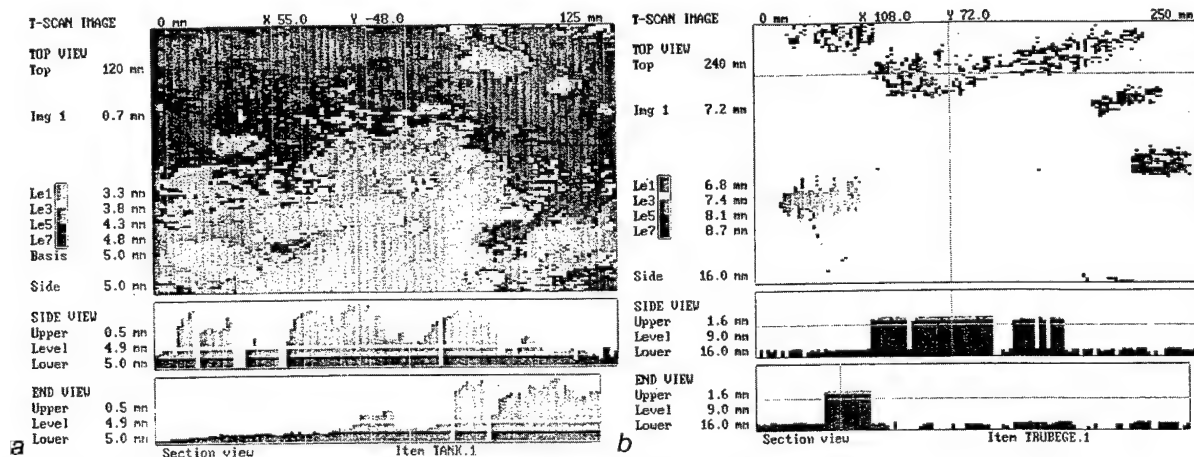 T-SCAN IMAGE 0 mm X 55.0 Y -48.0 125 mm
TOP VIEW
Top 120 mm
Img 1 0.7 mm
Le1 3.3 mm
Le3 3.8 mm
Le5 4.3 mm
Le7 4.8 mm
Basis 5.0 mm
Side 5.0 mm
SIDE VIEW
Upper 0.5 mm
Level 4.9 mm
Lower 5.0 mm
END VIEW
Upper 0.5 mm
Level 4.9 mm
Lower 5.0 mm
Section view Item TANK.1
a
T-SCAN IMAGE 0 mm X 108.0 Y 72.0 250 mm
TOP VIEW
Top 240 mm
Img 1 7.2 mm
Le1 6.8 mm
Le3 7.4 mm
Le5 8.1 mm
Le7 8.7 mm
Side 16.0 mm
SIDE VIEW
Upper 1.6 mm
Level 9.0 mm
Lower 16.0 mm
END VIEW
Upper 1.6 mm
Level 9.0 mm
Lower 16.0 mm
Section view Item TRUBEGE.1
b